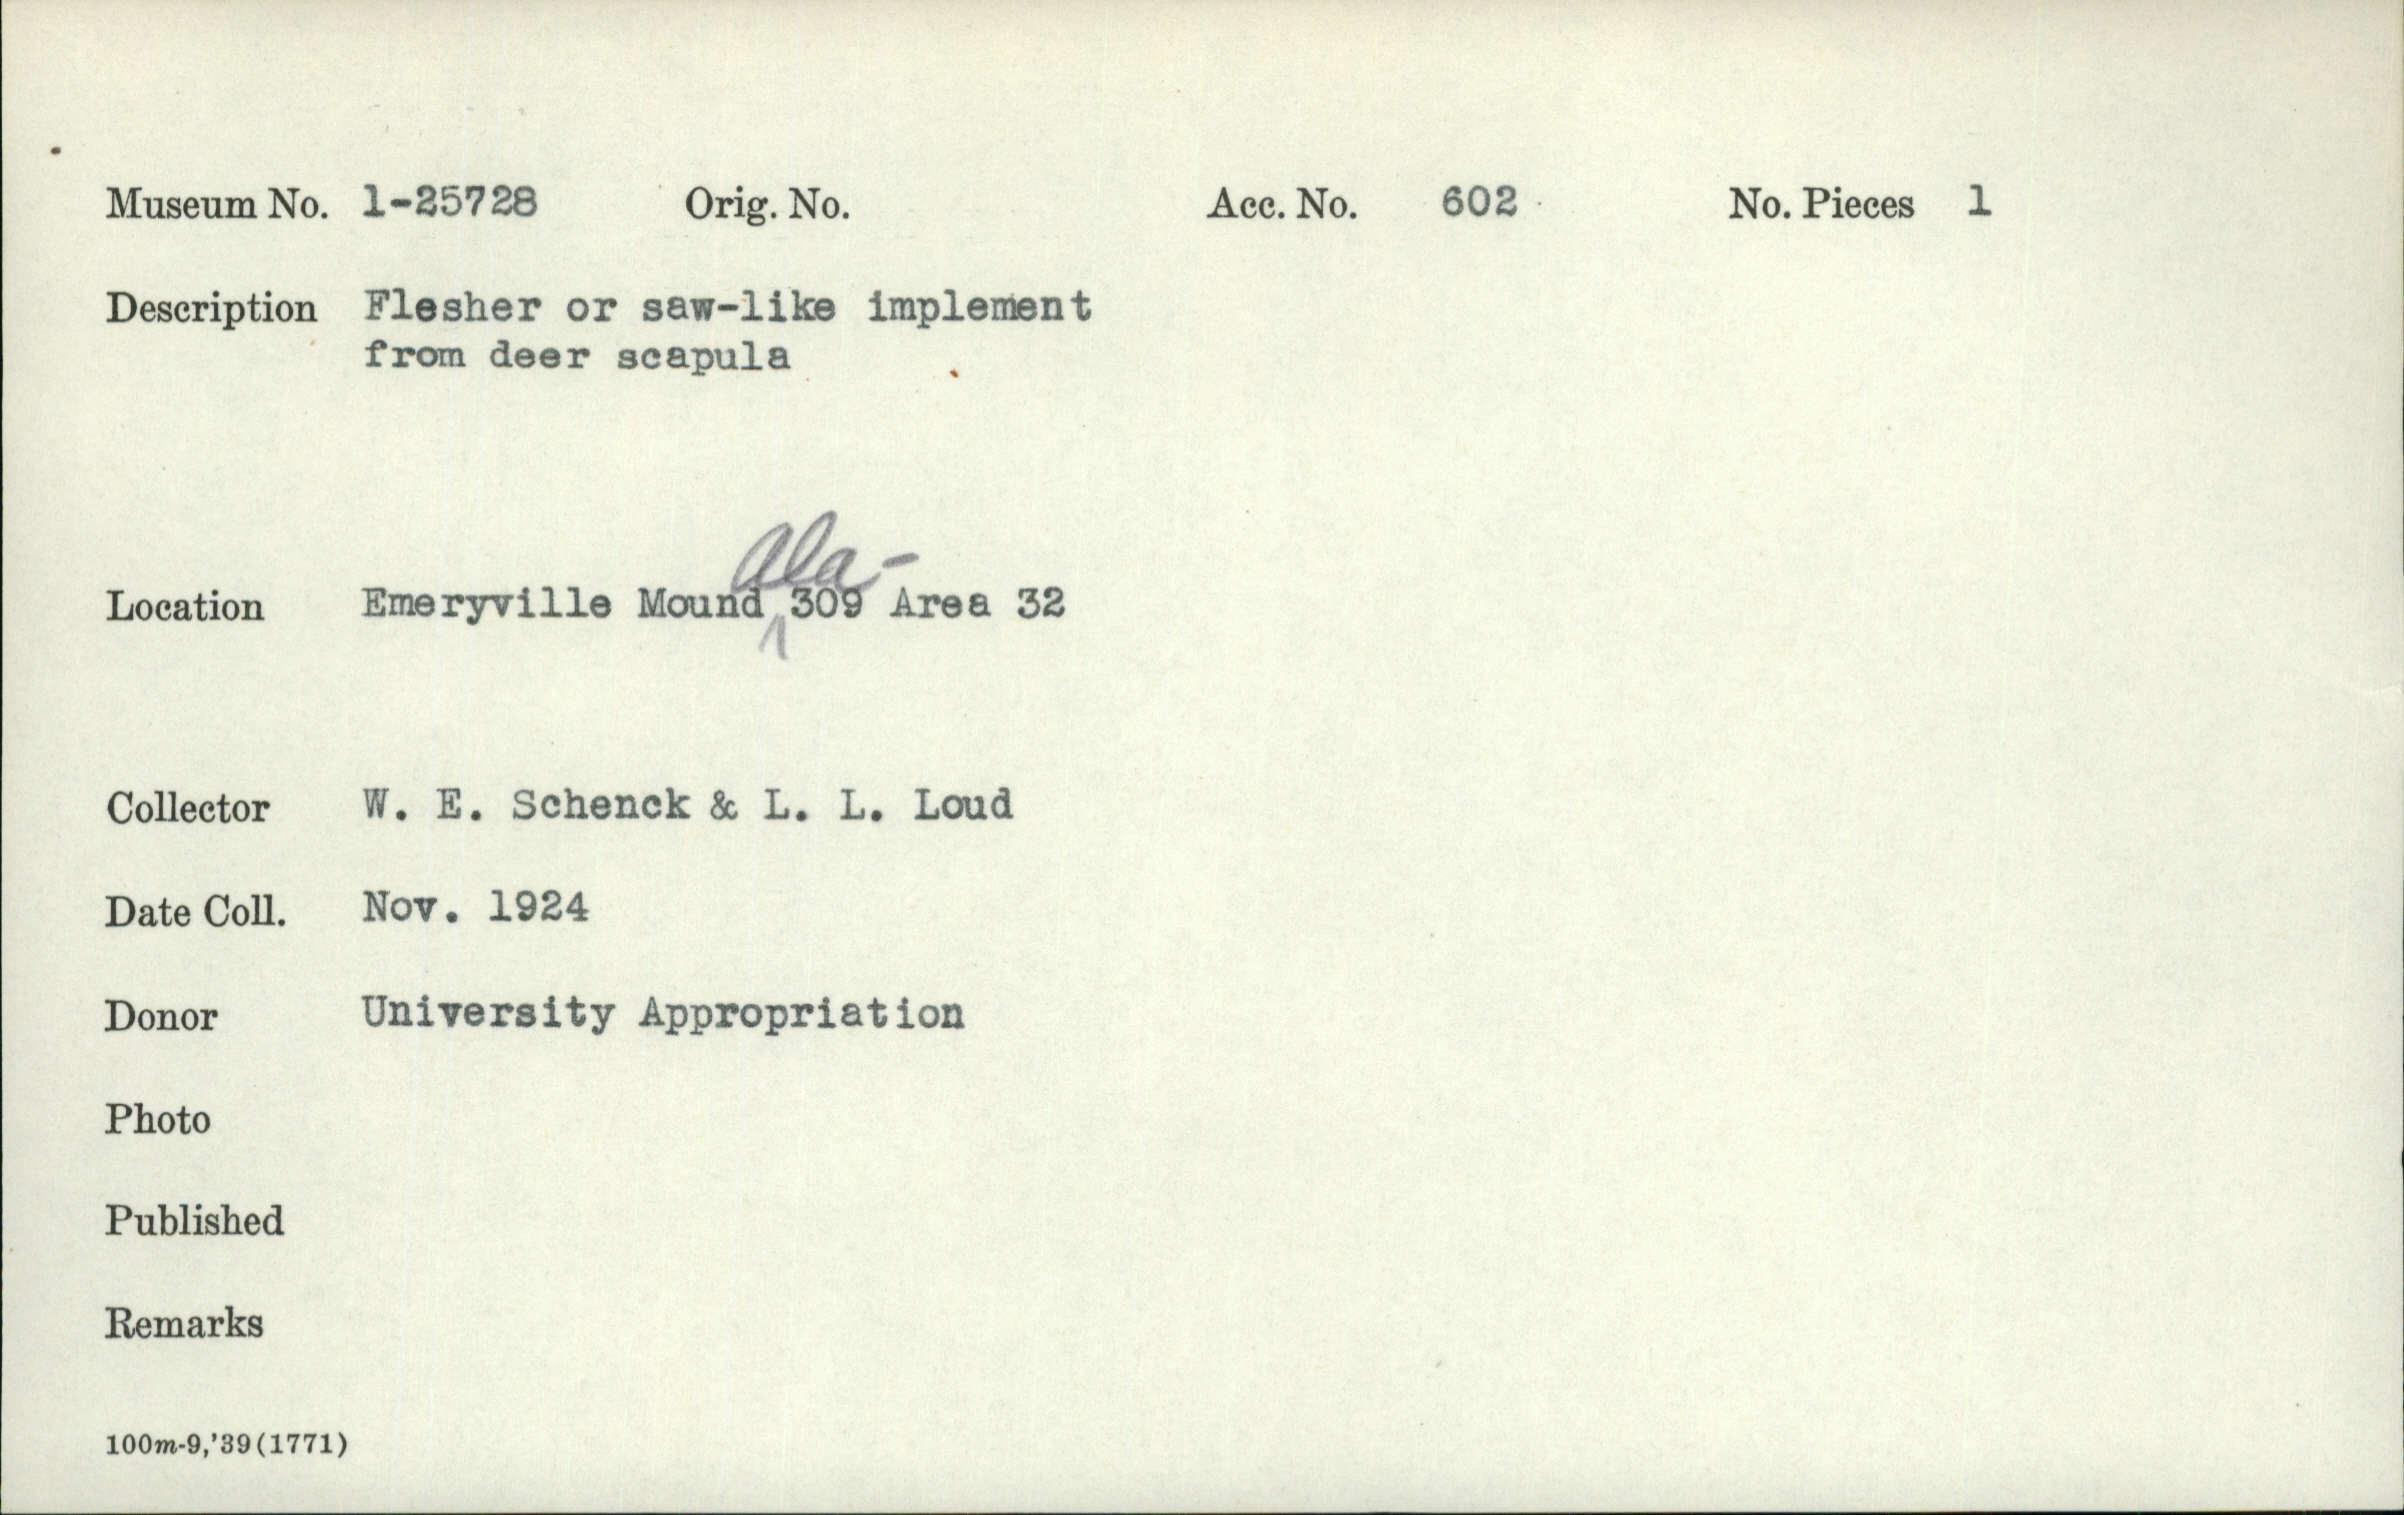 Museum No. 1-25728 Orig. No. Acc. No. 602 No. Pieces 1
Description Flesher or saw-like implement
from deer scapula
Ala-
Location Emeryville Mound 309 Area 32
Collector W. E. Schenck & L. L. Loud
Date Coll. Nov. 1924
Donor University Appropriation
Photo
Published
Remarks
100m-9,'39(1771)